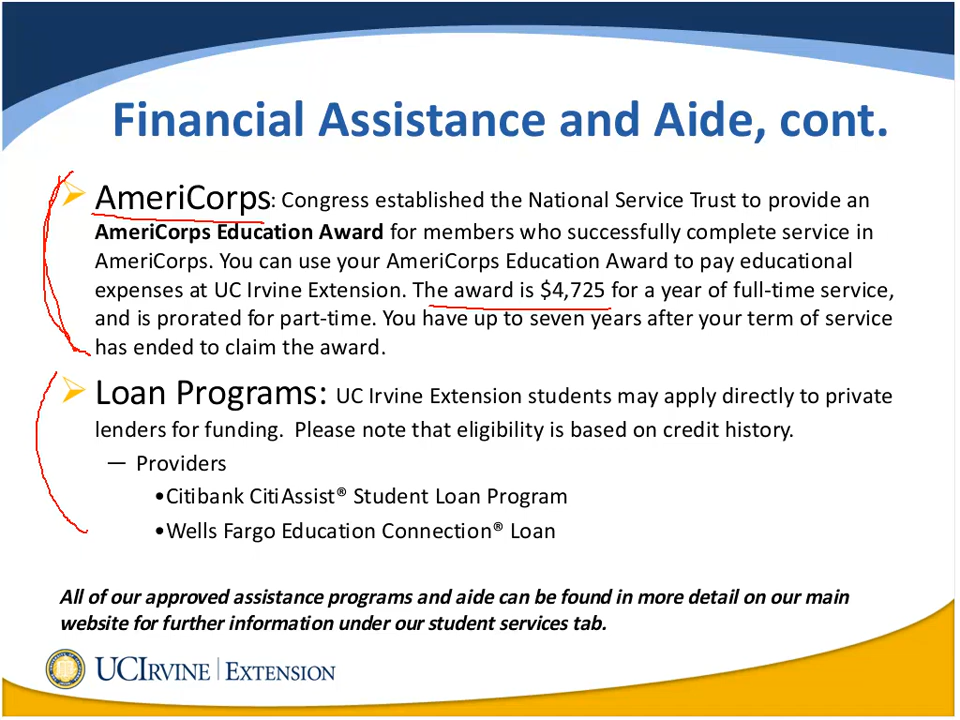 Financial Assistance and Aide, cont.
AmeriCorps: Congress established the National Service Trust to provide an
AmeriCorps Education Award for members who successfully complete service in
AmeriCorps. You can use your AmeriCorps Education Award to pay educational
expenses at UC Irvine Extension. The award is $4,725 for a year of full-time service,
and is prorated for part-time. You have up to seven years after your term of service
has ended to claim the award.
Loan Programs: UC Irvine Extension students may apply directly to private
lenders for funding.  Please note that eligibility is based on credit history.
— Providers
•Citibank CitiAssist® Student Loan Program
•Wells Fargo Education Connection® Loan
All of our approved assistance programs and aide can be found in more detail on our main
website for further information under our student services tab.
UCIRVINE | EXTENSION